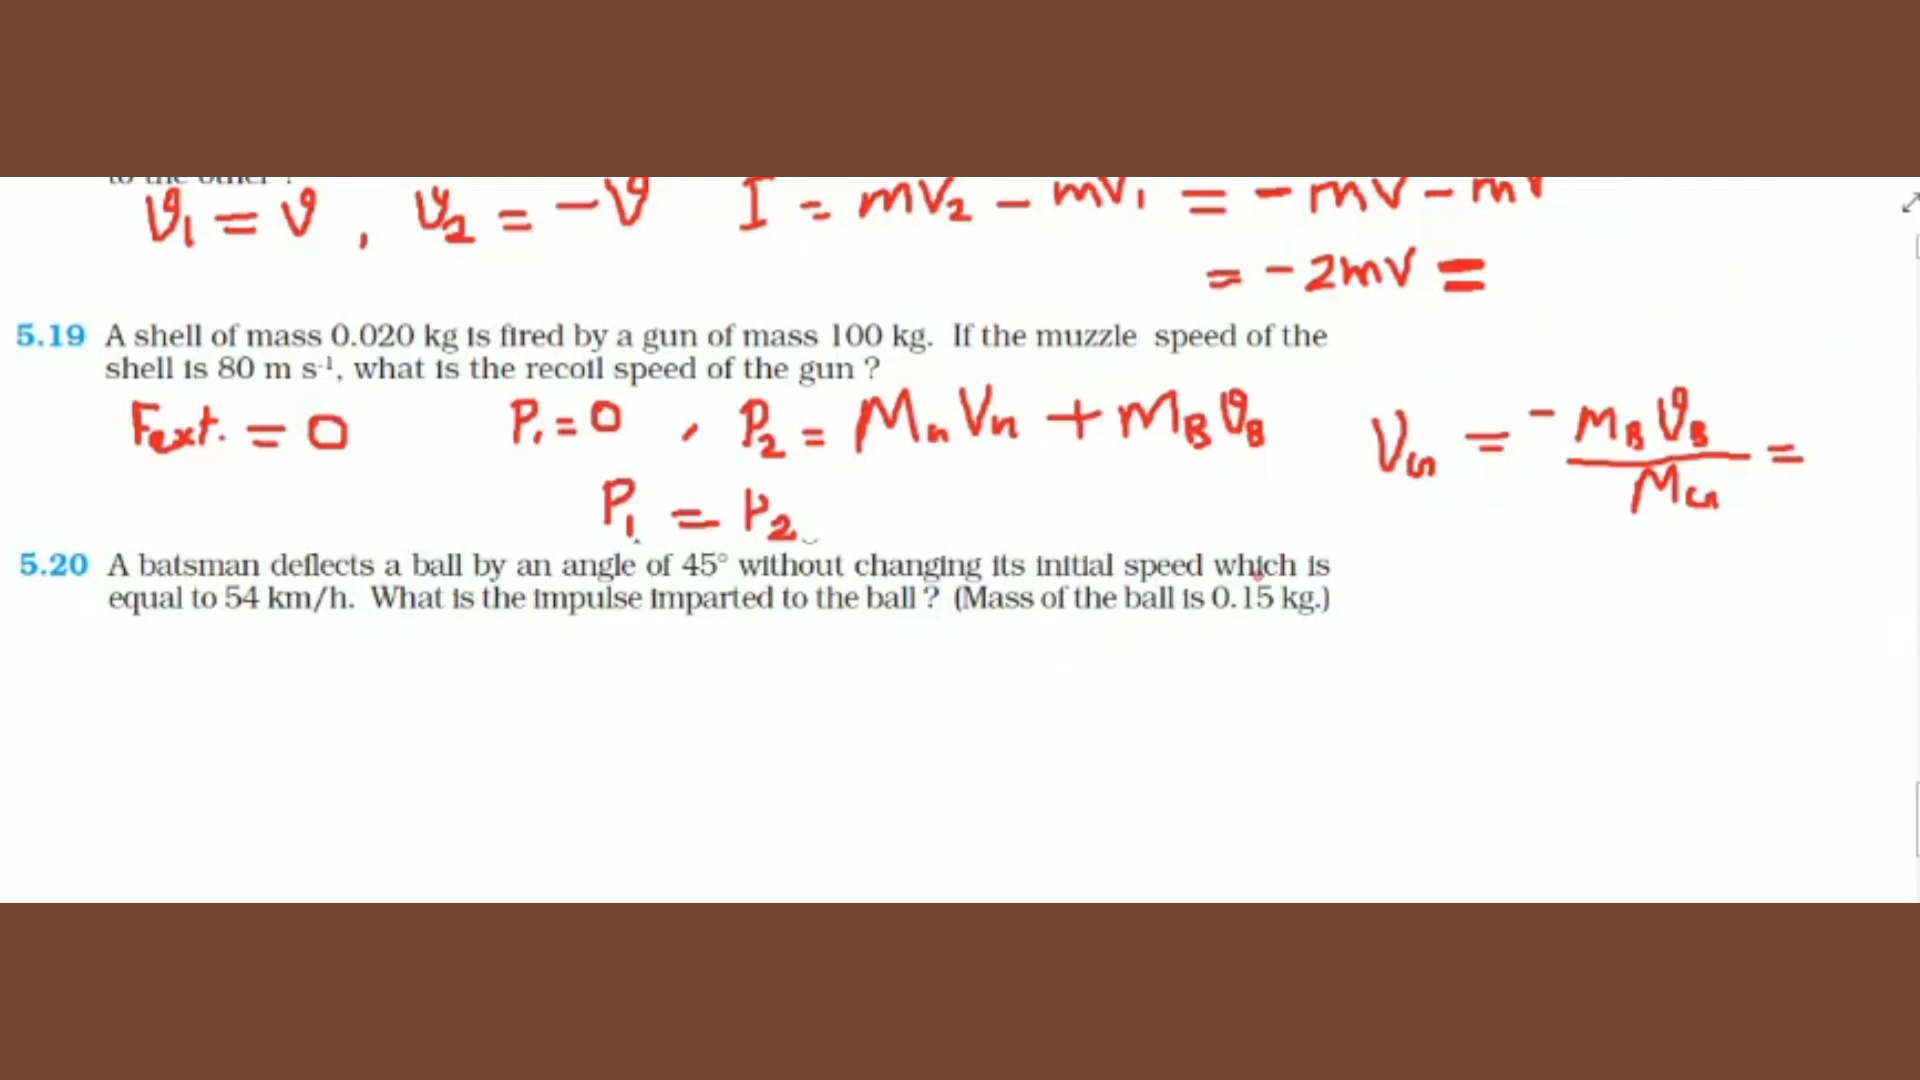 to the other ?
v₁ = v , v₂ = -v I = mv₂ - mv₁ = - mv - mv
= - 2mv =
5.19 A shell of mass 0.020 kg is fired by a gun of mass 100 kg. If the muzzle speed of the
shell is 80 m s⁻¹, what is the recoil speed of the gun ?
Fext. = 0 P₁ = 0 , P₂ = MG VG + mB vB VG = - mB vB / MG =
P₁ = P₂
5.20 A batsman deflects a ball by an angle of 45° without changing its initial speed which is
equal to 54 km/h. What is the impulse imparted to the ball ? (Mass of the ball is 0.15 kg.)